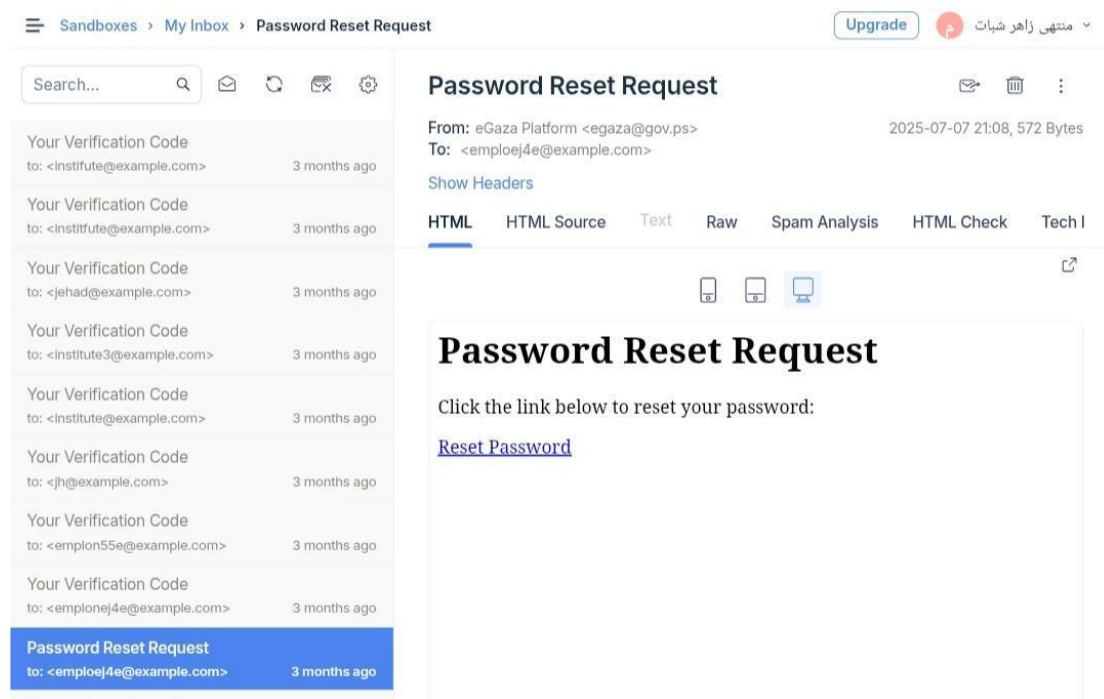 Sandboxes › My Inbox › Password Reset Request
Upgrade
م
منتهى زاهر شبات
Search...
Your Verification Code
to: <instifute@example.com> 3 months ago
Your Verification Code
to: <institfute@example.com> 3 months ago
Your Verification Code
to: <jehad@example.com> 3 months ago
Your Verification Code
to: <institute3@example.com> 3 months ago
Your Verification Code
to: <institute@example.com> 3 months ago
Your Verification Code
to: <jh@example.com> 3 months ago
Your Verification Code
to: <emplon55e@example.com> 3 months ago
Your Verification Code
to: <emplonej4e@example.com> 3 months ago
Password Reset Request
to: <emploej4e@example.com> 3 months ago
Password Reset Request
From: eGaza Platform <egaza@gov.ps> 2025-07-07 21:08, 572 Bytes
To: <emploej4e@example.com>
Show Headers
HTML HTML Source Text Raw Spam Analysis HTML Check Tech I
Password Reset Request
Click the link below to reset your password:
Reset Password